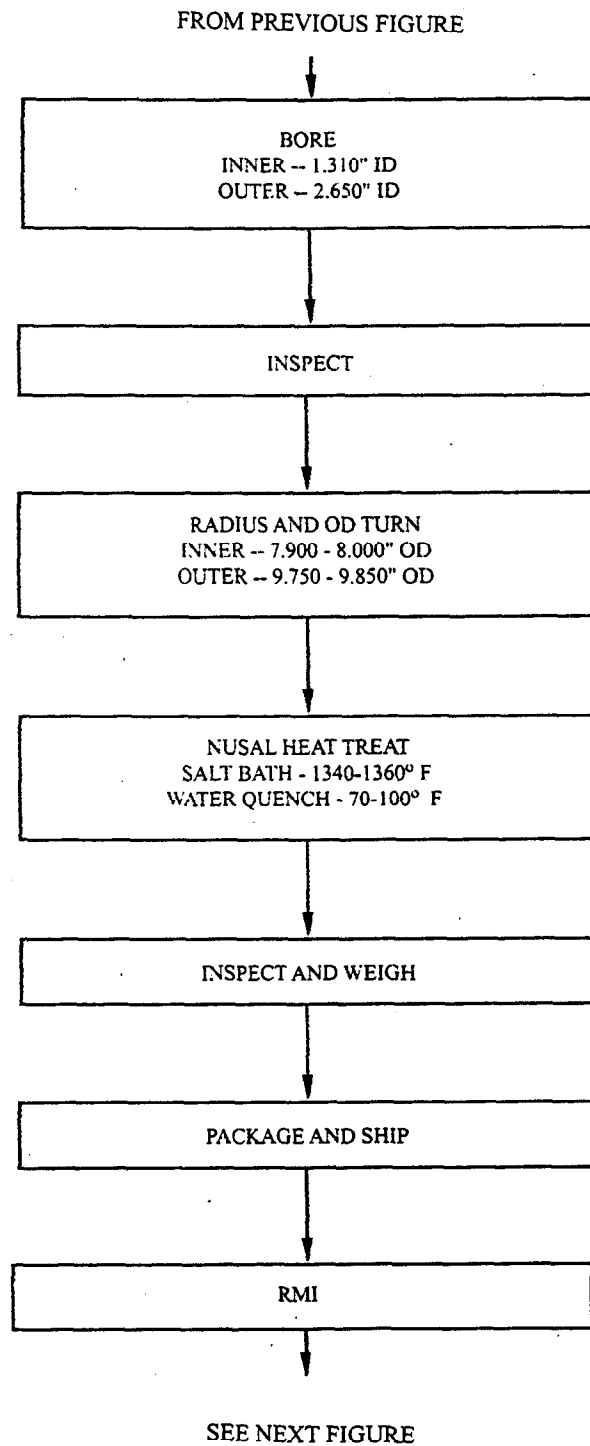 FROM PREVIOUS FIGURE
BORE
INNER -- 1.310" ID
OUTER -- 2.650" ID
INSPECT
RADIUS AND OD TURN
INNER -- 7.900 - 8.000" OD
OUTER -- 9.750 - 9.850" OD
NUSAL HEAT TREAT
SALT BATH - 1340-1360° F
WATER QUENCH - 70-100° F
INSPECT AND WEIGH
PACKAGE AND SHIP
RMI
SEE NEXT FIGURE